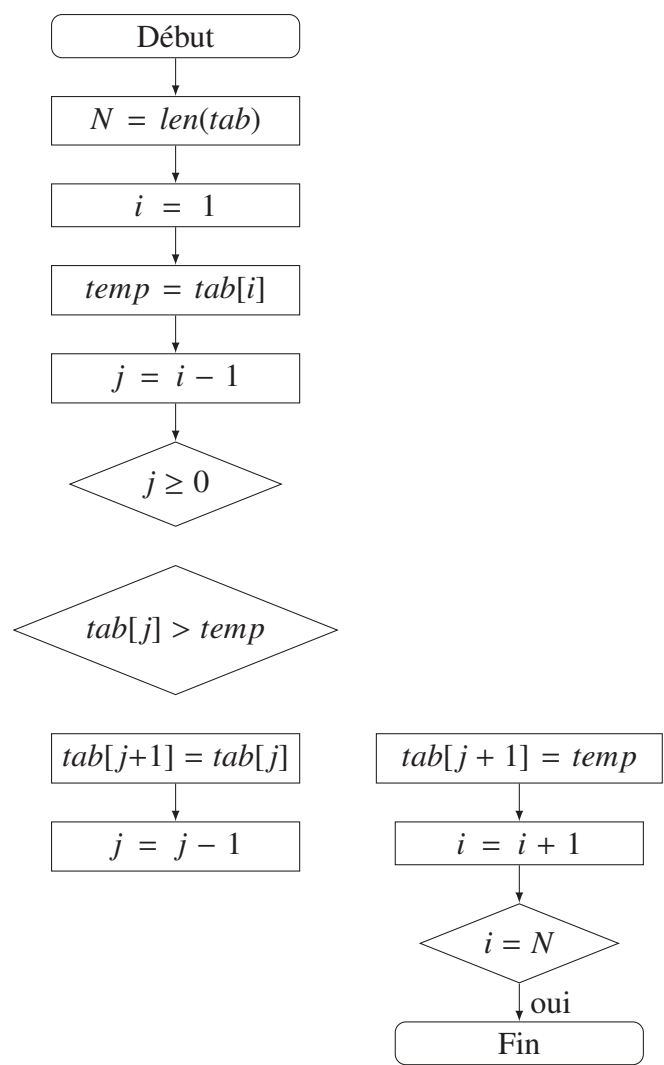 Début
N = len(tab)
i = 1
temp = tab[i]
j = i − 1
j ≥ 0
tab[j] > temp
tab[j+1] = tab[j]
j = j − 1
tab[j + 1] = temp
i = i + 1
i = N
oui
Fin